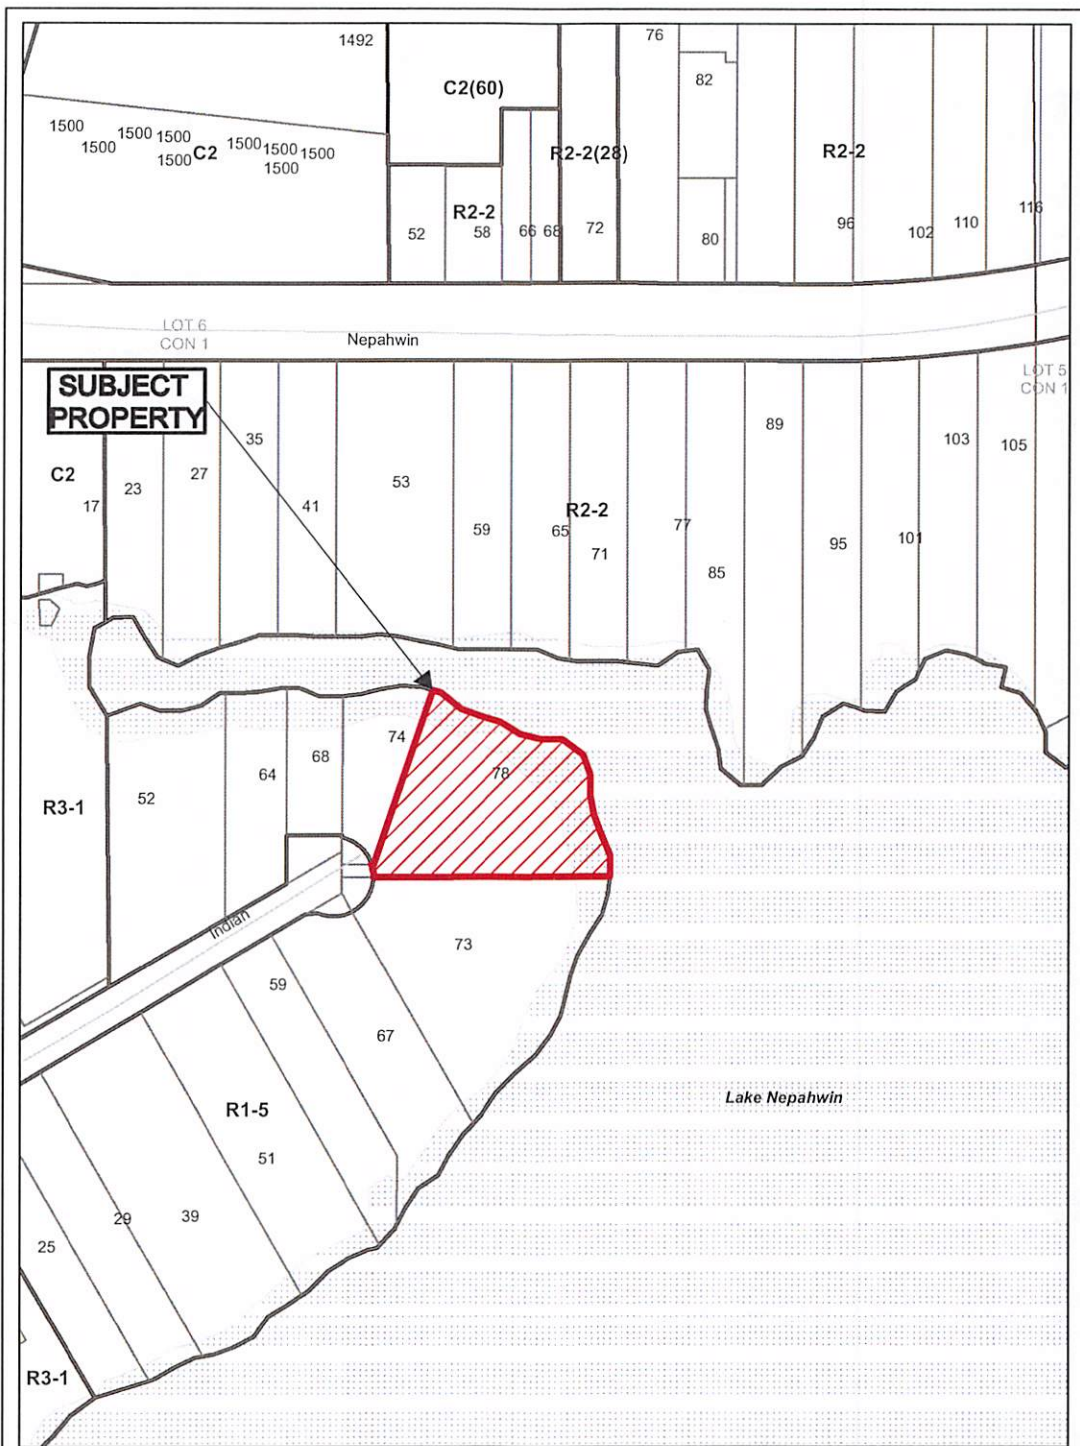 1492
76
C2(60)
82
1500
1500
1500
1500
1500
1500
C2
1500
1500
1500
R2-2(28)
R2-2
52
R2-2
58
66
68
72
80
96
102
110
116
LOT 6
CON 1
Nepahwin
LOT 5
CON 1
SUBJECT
PROPERTY
C2
17
23
27
35
41
53
59
R2-2
65
71
77
85
89
95
101
103
105
R3-1
52
64
68
74
78
Indian
73
59
67
R1-5
51
Lake Nepahwin
25
29
39
R3-1